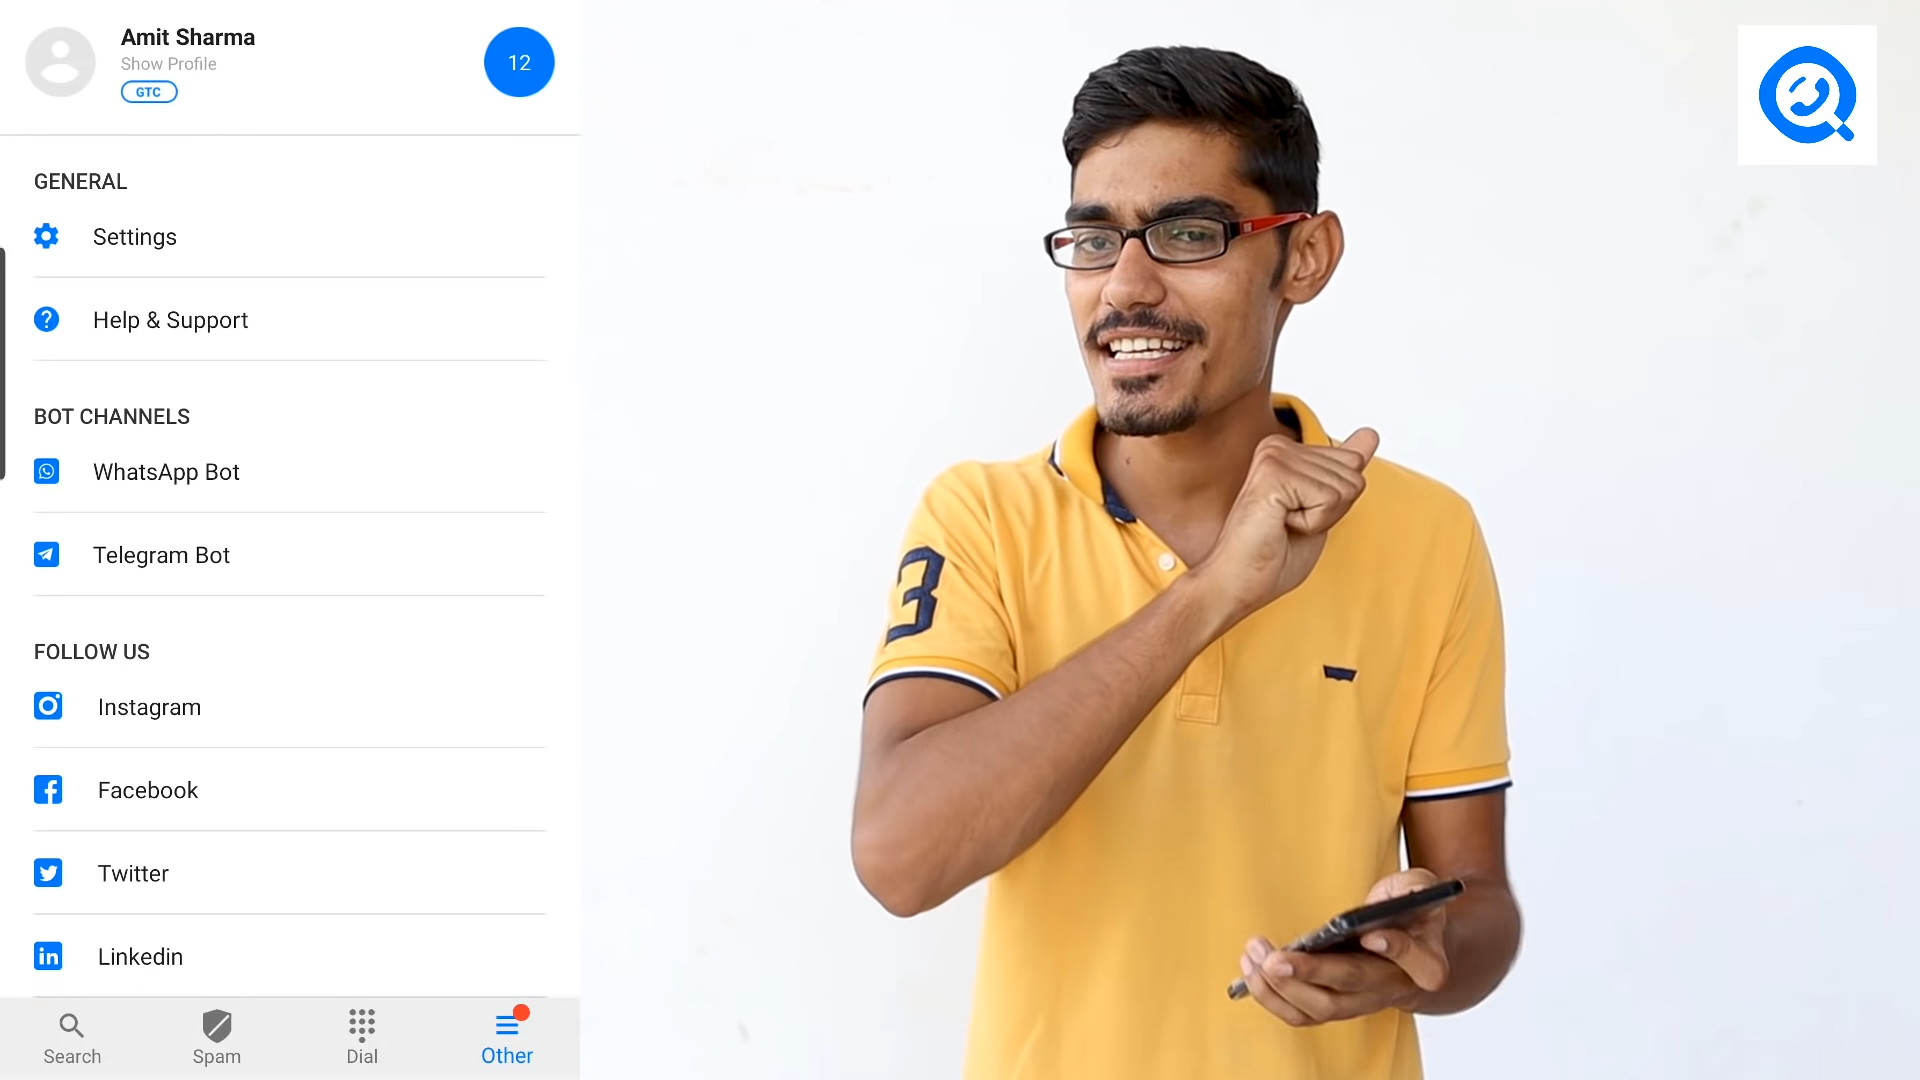 Amit Sharma
Show Profile
GTC
12
GENERAL
Settings
Help & Support
BOT CHANNELS
WhatsApp Bot
Telegram Bot
FOLLOW US
Instagram
Facebook
Twitter
Linkedin
Search
Spam
Dial
Other
3